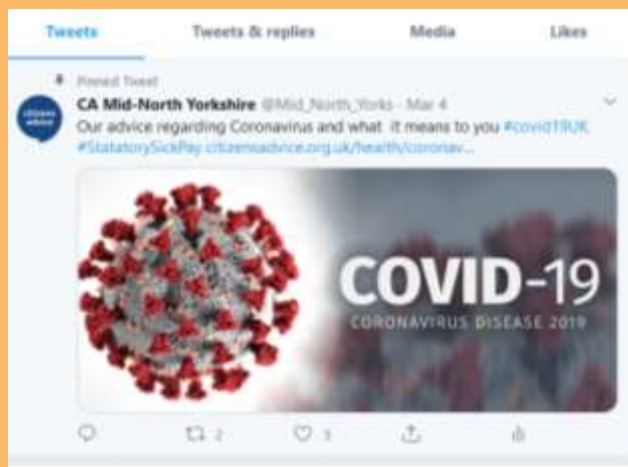 Tweets Tweets & replies Media Likes
Pinned Tweet
citizens
advice
CA Mid-North Yorkshire @Mid_North_Yorks · Mar 4
Our advice regarding Coronavirus and what it means to you #covid19UK
#StatatorySickPay citizensadvice.org.uk/health/coronav...
COVID-19
CORONAVIRUS DISEASE 2019
2 3